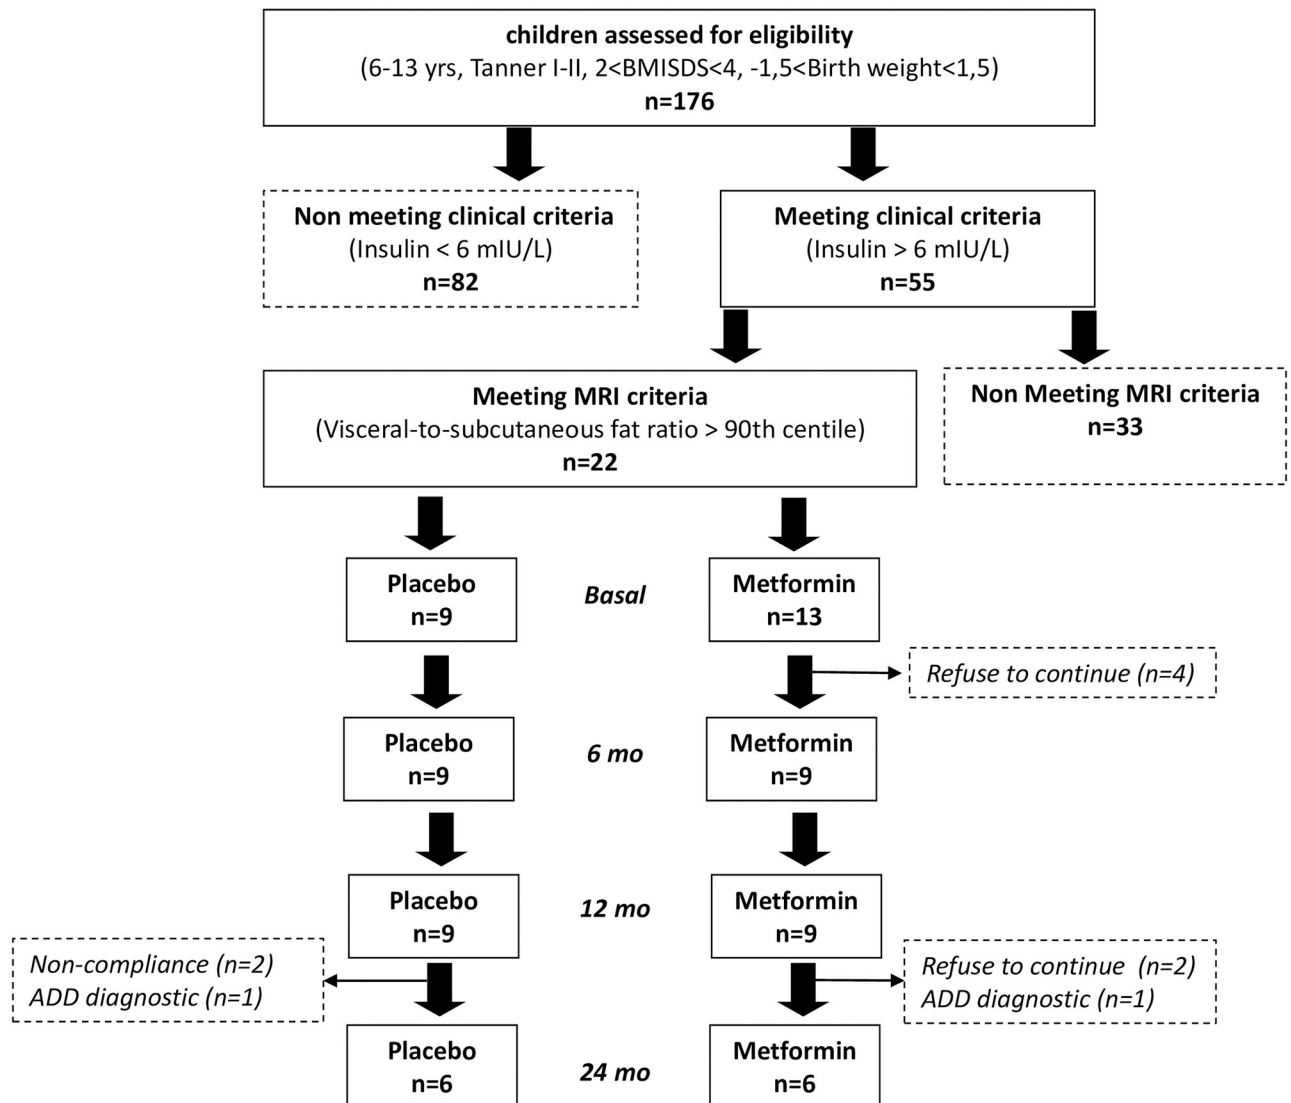 children assessed for eligibility
(6-13 yrs, Tanner I-II, 2<BMISDS<4, -1,5<Birth weight<1,5)
n=176
Non meeting clinical criteria
(Insulin < 6 mIU/L)
n=82
Meeting clinical criteria
(Insulin > 6 mIU/L)
n=55
Meeting MRI criteria
(Visceral-to-subcutaneous fat ratio > 90th centile)
n=22
Non Meeting MRI criteria
n=33
Placebo
n=9
Basal
Metformin
n=13
Refuse to continue (n=4)
Placebo
n=9
6 mo
Metformin
n=9
Placebo
n=9
12 mo
Metformin
n=9
Non-compliance (n=2)
ADD diagnostic (n=1)
Refuse to continue  (n=2)
ADD diagnostic (n=1)
Placebo
n=6
24 mo
Metformin
n=6